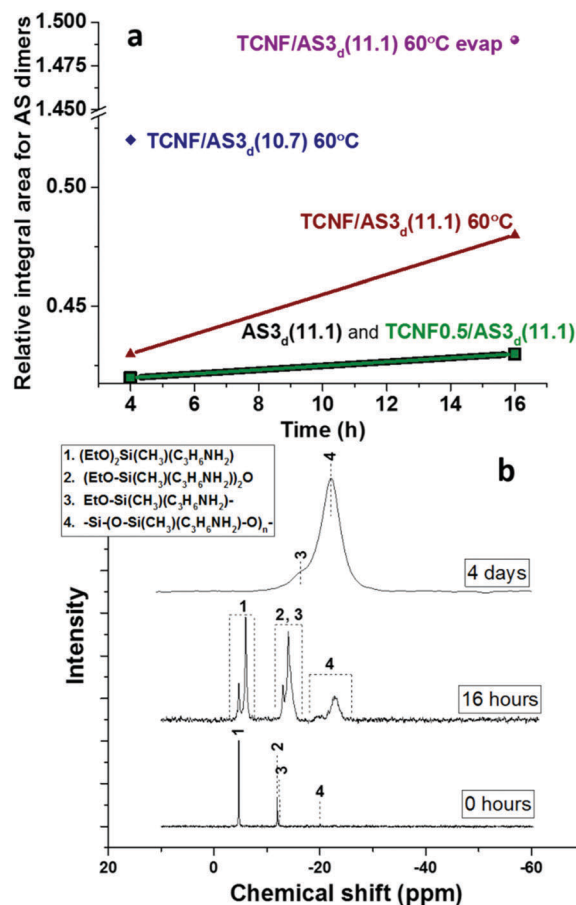 a
1.500
1.490
1.450
0.50
0.45
Relative integral area for AS dimers
TCNF/AS3d(11.1) 60°C evap
TCNF/AS3d(10.7) 60°C
TCNF/AS3d(11.1) 60°C
AS3d(11.1) and TCNF0.5/AS3d(11.1)
4 6 8 10 12 14 16
Time (h)
b
1. (EtO)2Si(CH3)(C3H6NH2)
2. (EtO-Si(CH3)(C3H6NH2))2O
3. EtO-Si(CH3)(C3H6NH2)-
4. -Si-(O-Si(CH3)(C3H6NH2)-O)n-
4
3
4 days
1
2, 3
4
16 hours
1
2
3
4
0 hours
Intensity
20 0 -20 -40 -60
Chemical shift (ppm)